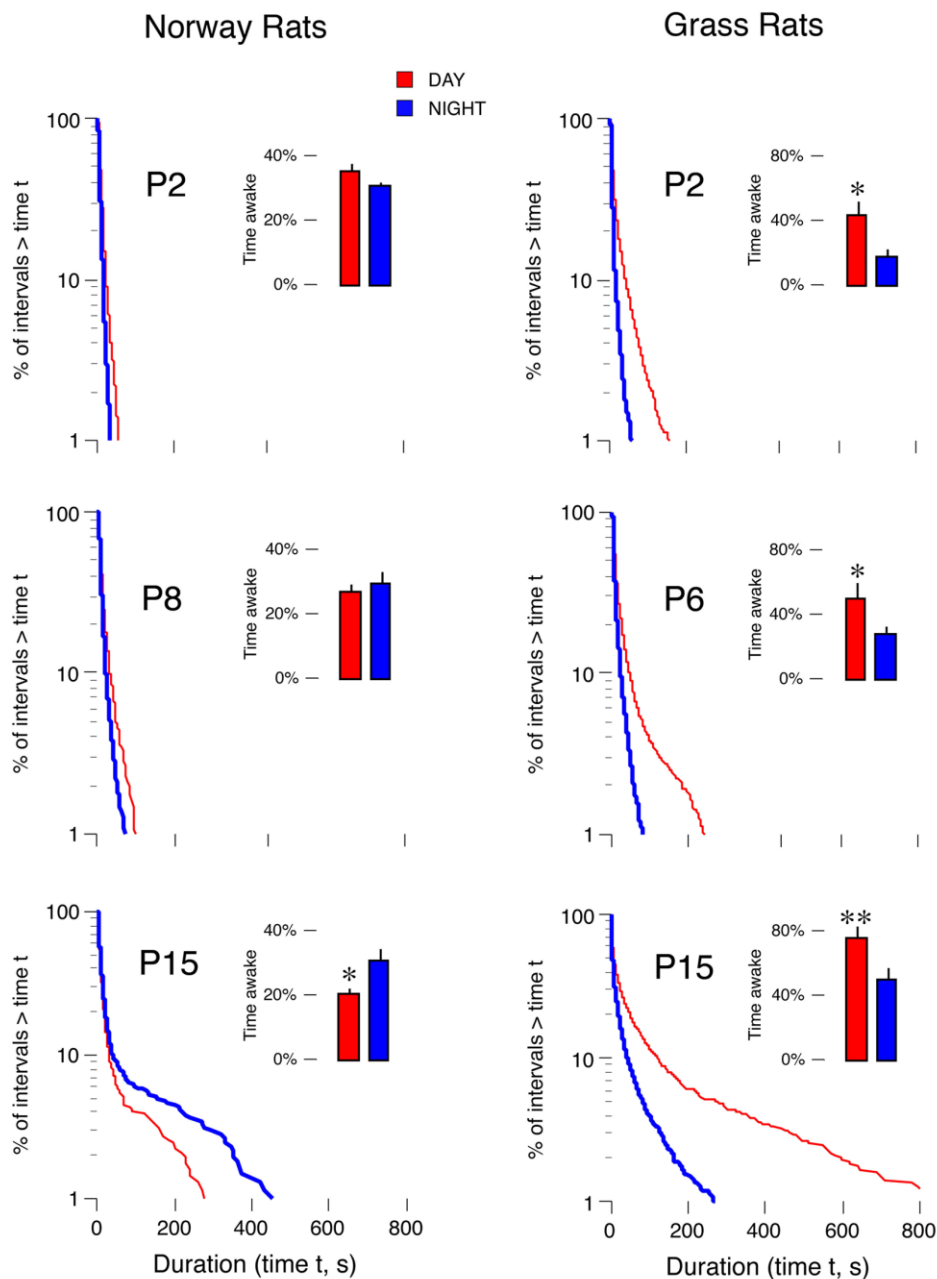 Norway Rats
Grass Rats
DAY
NIGHT
% of intervals > time t
100
10
1
P2
Time awake
40%
20%
0%
% of intervals > time t
100
10
1
P2
Time awake
80%
40%
0%
*
% of intervals > time t
100
10
1
P8
Time awake
40%
20%
0%
% of intervals > time t
100
10
1
P6
Time awake
80%
40%
0%
*
% of intervals > time t
100
10
1
P15
Time awake
40%
20%
0%
*
0 200 400 600 800
Duration (time t, s)
% of intervals > time t
100
10
1
P15
Time awake
80%
40%
0%
**
0 200 400 600 800
Duration (time t, s)